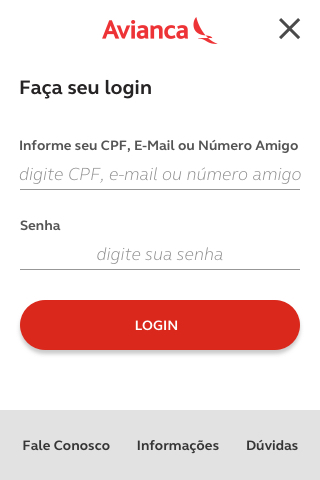 Avianca
Faça seu login
Informe seu CPF, E-Mail ou Número Amigo
digite CPF, e-mail ou número amigo
Senha
digite sua senha
LOGIN
Fale Conosco Informações Dúvidas